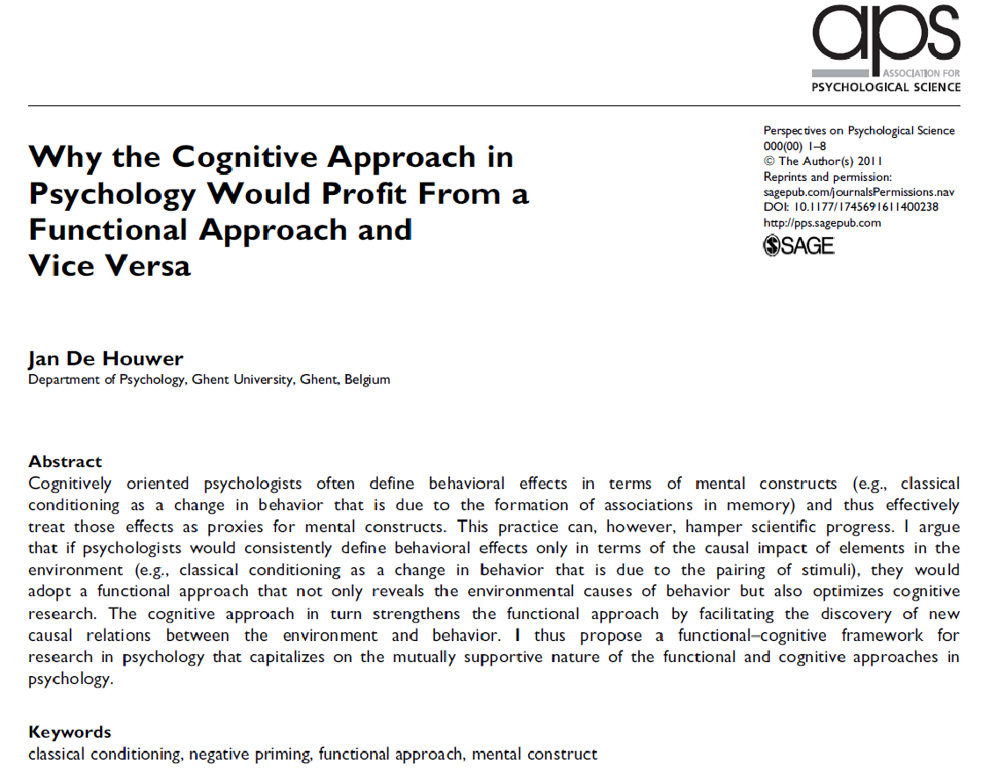 aps
ASSOCIATION FOR
PSYCHOLOGICAL SCIENCE
Perspectives on Psychological Science
000(00) 1–8
© The Author(s) 2011
Reprints and permission:
sagepub.com/journalsPermissions.nav
DOI: 10.1177/1745691611400238
http://pps.sagepub.com
SAGE
Why the Cognitive Approach in
Psychology Would Profit From a
Functional Approach and
Vice Versa
Jan De Houwer
Department of Psychology, Ghent University, Ghent, Belgium
Abstract
Cognitively oriented psychologists often define behavioral effects in terms of mental constructs (e.g., classical
conditioning as a change in behavior that is due to the formation of associations in memory) and thus effectively
treat those effects as proxies for mental constructs. This practice can, however, hamper scientific progress. I argue
that if psychologists would consistently define behavioral effects only in terms of the causal impact of elements in the
environment (e.g., classical conditioning as a change in behavior that is due to the pairing of stimuli), they would
adopt a functional approach that not only reveals the environmental causes of behavior but also optimizes cognitive
research. The cognitive approach in turn strengthens the functional approach by facilitating the discovery of new
causal relations between the environment and behavior. I thus propose a functional–cognitive framework for
research in psychology that capitalizes on the mutually supportive nature of the functional and cognitive approaches in
psychology.
Keywords
classical conditioning, negative priming, functional approach, mental construct